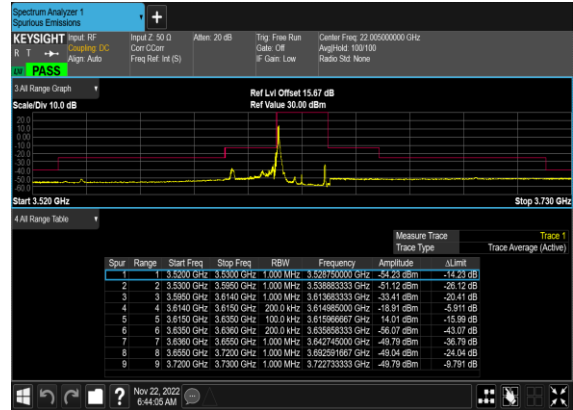 Spectrum Analyzer 1
Spurious Emissions
KEYSIGHT Input: RF Input Z: 50 Ω Atten: 20 dB Trig: Free Run Center Freq: 22.005000000 GHz
R T Coupling: DC Corr CCorr Gate: Off Avg|Hold: 100/100
Align: Auto Freq Ref: Int (S) IF Gain: Low Radio Std: None
PASS
3 All Range Graph
Ref Lvl Offset 15.67 dB
Scale/Div 10.0 dB Ref Value 30.00 dBm
20.0
10.0
0.00
-10.0
-20.0
-30.0
-40.0
-50.0
-60.0
Start 3.520 GHz Stop 3.730 GHz
4 All Range Table
Measure Trace Trace 1
Trace Type Trace Average (Active)
Spur Range Start Freq Stop Freq RBW Frequency Amplitude ΔLimit
1 1 3.5200 GHz 3.5300 GHz 1.000 MHz 3.528750000 GHz -54.23 dBm -14.23 dB
2 2 3.5300 GHz 3.5950 GHz 1.000 MHz 3.538883333 GHz -51.12 dBm -26.12 dB
3 3 3.5950 GHz 3.6140 GHz 1.000 MHz 3.613683333 GHz -33.41 dBm -20.41 dB
4 4 3.6140 GHz 3.6150 GHz 200.0 kHz 3.614985000 GHz -18.91 dBm -5.911 dB
5 5 3.6150 GHz 3.6350 GHz 100.0 kHz 3.615966667 GHz 14.01 dBm -15.99 dB
6 6 3.6350 GHz 3.6360 GHz 200.0 kHz 3.635858333 GHz -56.07 dBm -43.07 dB
7 7 3.6360 GHz 3.6550 GHz 1.000 MHz 3.642745000 GHz -49.79 dBm -36.79 dB
8 8 3.6550 GHz 3.7200 GHz 1.000 MHz 3.692591667 GHz -49.04 dBm -24.04 dB
9 9 3.7200 GHz 3.7300 GHz 1.000 MHz 3.722733333 GHz -49.79 dBm -9.791 dB
Nov 22, 2022
6:44:05 AM